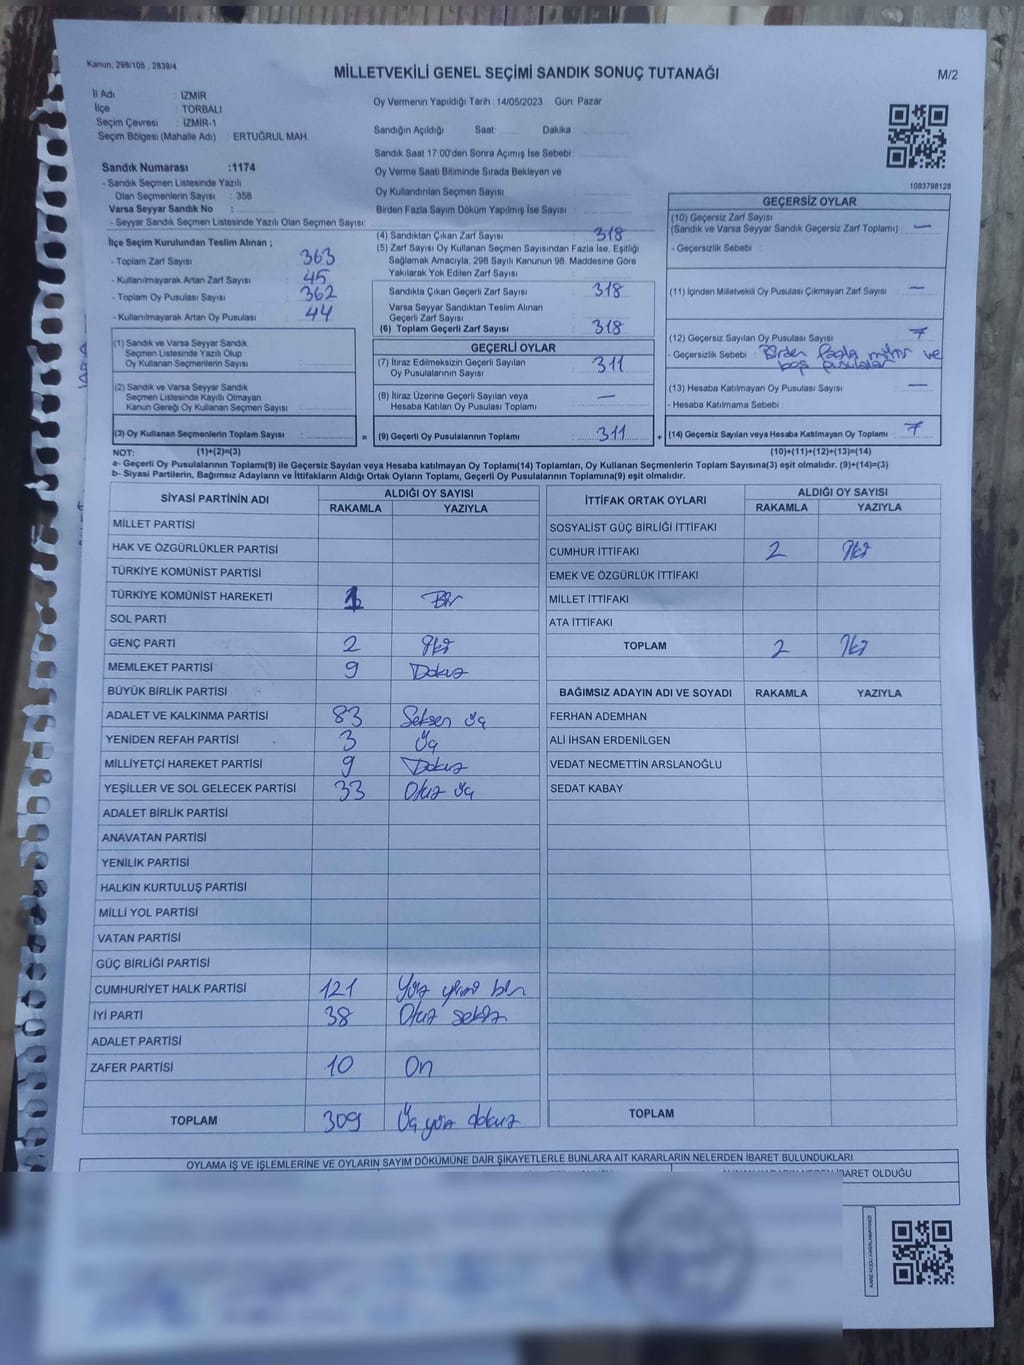 Kanun: 298/105 , 2839/4
MİLLETVEKİLİ GENEL SEÇİMİ SANDIK SONUÇ TUTANAĞI
M/2
İl Adı : İZMİR
İlçe : TORBALI
Seçim Çevresi : İZMİR-1
Seçim Bölgesi (Mahalle Adı) : ERTUĞRUL MAH.
Sandık Numarası :1174
- Sandık Seçmen Listesinde Yazılı
Olan Seçmenlerin Sayısı : 358
Varsa Seyyar Sandık No :
- Seyyar Sandık Seçmen Listesinde Yazılı Olan Seçmen Sayısı
Oy Vermenin Yapıldığı Tarih : 14/05/2023 Gün: Pazar
Sandığın Açıldığı Saat: Dakika
Sandık Saat 17:00'den Sonra Açımış İse Sebebi:
Oy Verme Saati Bitiminde Sırada Bekleyen ve
Oy Kullandırılan Seçmen Sayısı
Birden Fazla Sayım Döküm Yapılmış İse Sayısı :
1083798128
İlçe Seçim Kurulundan Teslim Alınan ;
- Toplam Zarf Sayısı : 363
- Kullanılmayarak Artan Zarf Sayısı : 45
- Toplam Oy Pusulası Sayısı : 362
- Kullanılmayarak Artan Oy Pusulası : 44
(1) Sandık ve Varsa Seyyar Sandık
Seçmen Listesinde Yazılı Olup
Oy Kullanan Seçmenlerin Sayısı :
(2) Sandık ve Varsa Seyyar Sandık
Seçmen Listesinde Kayıtlı Olmayan
Kanun Gereği Oy Kullanan Seçmen Sayısı :
(3) Oy Kullanan Seçmenlerin Toplam Sayısı :
(4) Sandıktan Çıkan Zarf Sayısı : 318
(5) Zarf Sayısı Oy Kullanan Seçmen Sayısından Fazla İse, Eşitliği
Sağlamak Amacıyla, 298 Sayılı Kanunun 98. Maddesine Göre
Yakılarak Yok Edilen Zarf Sayısı :
Sandıkta Çıkan Geçerli Zarf Sayısı : 318
Varsa Seyyar Sandıktan Teslim Alınan
Geçerli Zarf Sayısı :
(6) Toplam Geçerli Zarf Sayısı : 318
GEÇERLİ OYLAR
(7) İtiraz Edilmeksizin Geçerli Sayılan
Oy Pusulalarının Sayısı : 311
(8) İtiraz Üzerine Geçerli Sayılan veya
Hesaba Katılan Oy Pusulası Toplamı : —
= (9) Geçerli Oy Pusulalarının Toplamı : 311
GEÇERSİZ OYLAR
(10) Geçersiz Zarf Sayısı
(Sandık ve Varsa Seyyar Sandık Geçersiz Zarf Toplamı) : —
- Geçersizlik Sebebi :
(11) İçinden Milletvekili Oy Pusulası Çıkmayan Zarf Sayısı : —
(12) Geçersiz Sayılan Oy Pusulası Sayısı : 7
- Geçersizlik Sebebi : Birden fazla mühür ve
boş pusulalar
(13) Hesaba Katılmayan Oy Pusulası Sayısı : —
- Hesaba Katılmama Sebebi :
+ (14) Geçersiz Sayılan veya Hesaba Katılmayan Oy Toplamı : 7
NOT: (1)+(2)=(3) (10)+(11)+(12)+(13)=(14)
a- Geçerli Oy Pusulalarının Toplamı(9) ile Geçersiz Sayılan veya Hesaba katılmayan Oy Toplamı(14) Toplamları, Oy Kullanan Seçmenlerin Toplam Sayısına(3) eşit olmalıdır. (9)+(14)=(3)
b- Siyasi Partilerin, Bağımsız Adayların ve İttifakların Aldığı Ortak Oyların Toplamı, Geçerli Oy Pusulalarının Toplamına(9) eşit olmalıdır.
SİYASİ PARTİNİN ADI ALDIĞI OY SAYISI
RAKAMLA YAZIYLA
MİLLET PARTİSİ
HAK VE ÖZGÜRLÜKLER PARTİSİ
TÜRKİYE KOMÜNİST PARTİSİ
TÜRKİYE KOMÜNİST HAREKETİ 1 Bir
SOL PARTİ
GENÇ PARTİ 2 İki
MEMLEKET PARTİSİ 9 Dokuz
BÜYÜK BİRLİK PARTİSİ
ADALET VE KALKINMA PARTİSİ 83 Seksen üç
YENİDEN REFAH PARTİSİ 3 Üç
MİLLİYETÇİ HAREKET PARTİSİ 9 Dokuz
YEŞİLLER VE SOL GELECEK PARTİSİ 33 Otuz üç
ADALET BİRLİK PARTİSİ
ANAVATAN PARTİSİ
YENİLİK PARTİSİ
HALKIN KURTULUŞ PARTİSİ
MİLLİ YOL PARTİSİ
VATAN PARTİSİ
GÜÇ BİRLİĞİ PARTİSİ
CUMHURİYET HALK PARTİSİ 121 Yüz yirmi bir
İYİ PARTİ 38 Otuz sekiz
ADALET PARTİSİ
ZAFER PARTİSİ 10 On
TOPLAM 309 Üç yüz dokuz
İTTİFAK ORTAK OYLARI ALDIĞI OY SAYISI
RAKAMLA YAZIYLA
SOSYALİST GÜÇ BİRLİĞİ İTTİFAKI
CUMHUR İTTİFAKI 2 İki
EMEK VE ÖZGÜRLÜK İTTİFAKI
MİLLET İTTİFAKI
ATA İTTİFAKI
TOPLAM 2 İki
BAĞIMSIZ ADAYIN ADI VE SOYADI RAKAMLA YAZIYLA
FERHAN ADEMHAN
ALİ İHSAN ERDENİLGEN
VEDAT NECMETTİN ARSLANOĞLU
SEDAT KABAY
TOPLAM
OYLAMA İŞ VE İŞLEMLERİNE VE OYLARIN SAYIM DÖKÜMÜNE DAİR ŞİKAYETLERLE BUNLARA AİT KARARLARIN NELERDEN İBARET BULUNDUKLARI
İBARET OLDUĞU